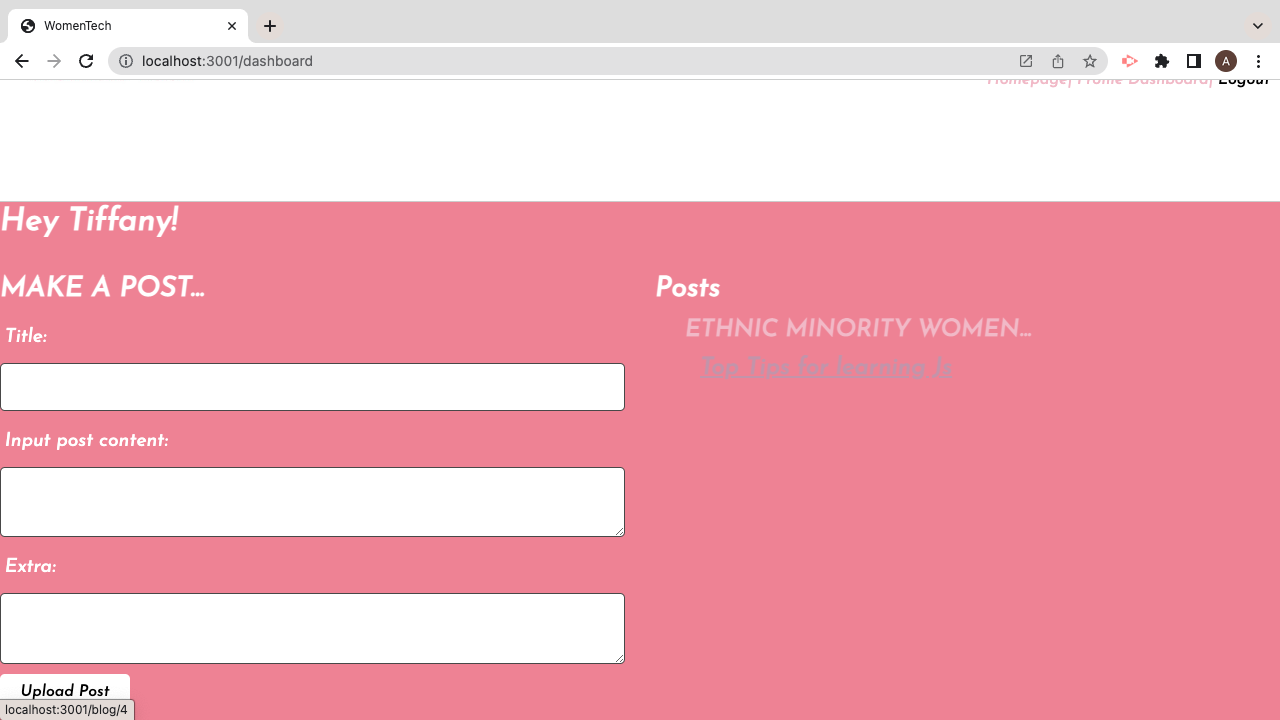 WomenTech
localhost:3001/dashboard
A
Homepage| Profile Dashboard| Logout
Hey Tiffany!
MAKE A POST...
Posts
ETHNIC MINORITY WOMEN...
Top Tips for learning Js
Title:
Input post content:
Extra:
Upload Post
localhost:3001/blog/4